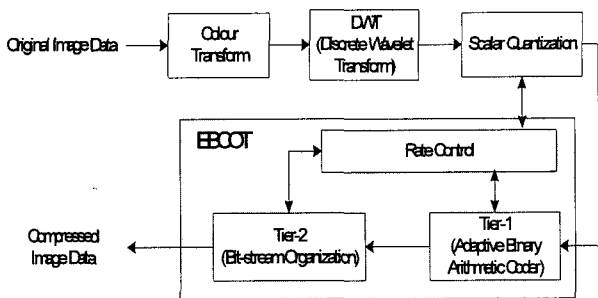 Original Image Data
Colour
Transform
DWT
(Discrete Wavelet
Transform)
Scalar Quantization
EBCOT
Rate Control
Compressed
Image Data
Tier-2
(Bit-stream Organization)
Tier-1
(Adaptive Binary
Arithmetic Coder)